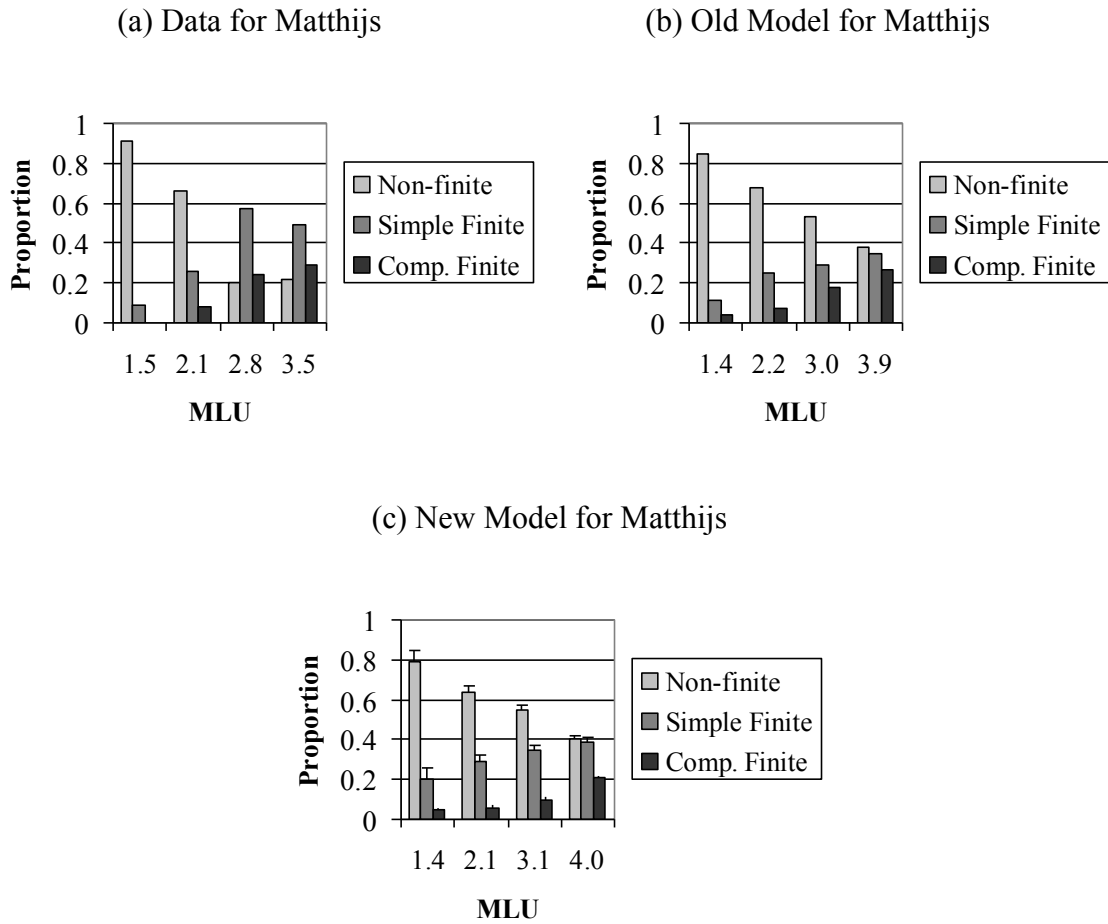 (a) Data for Matthijs
(b) Old Model for Matthijs
Proportion
1
0.8
0.6
0.4
0.2
0
1.5 2.1 2.8 3.5
MLU
Non-finite
Simple Finite
Comp. Finite
Proportion
1
0.8
0.6
0.4
0.2
0
1.4 2.2 3.0 3.9
MLU
Non-finite
Simple Finite
Comp. Finite
(c) New Model for Matthijs
Proportion
1
0.8
0.6
0.4
0.2
0
1.4 2.1 3.1 4.0
MLU
Non-finite
Simple Finite
Comp. Finite